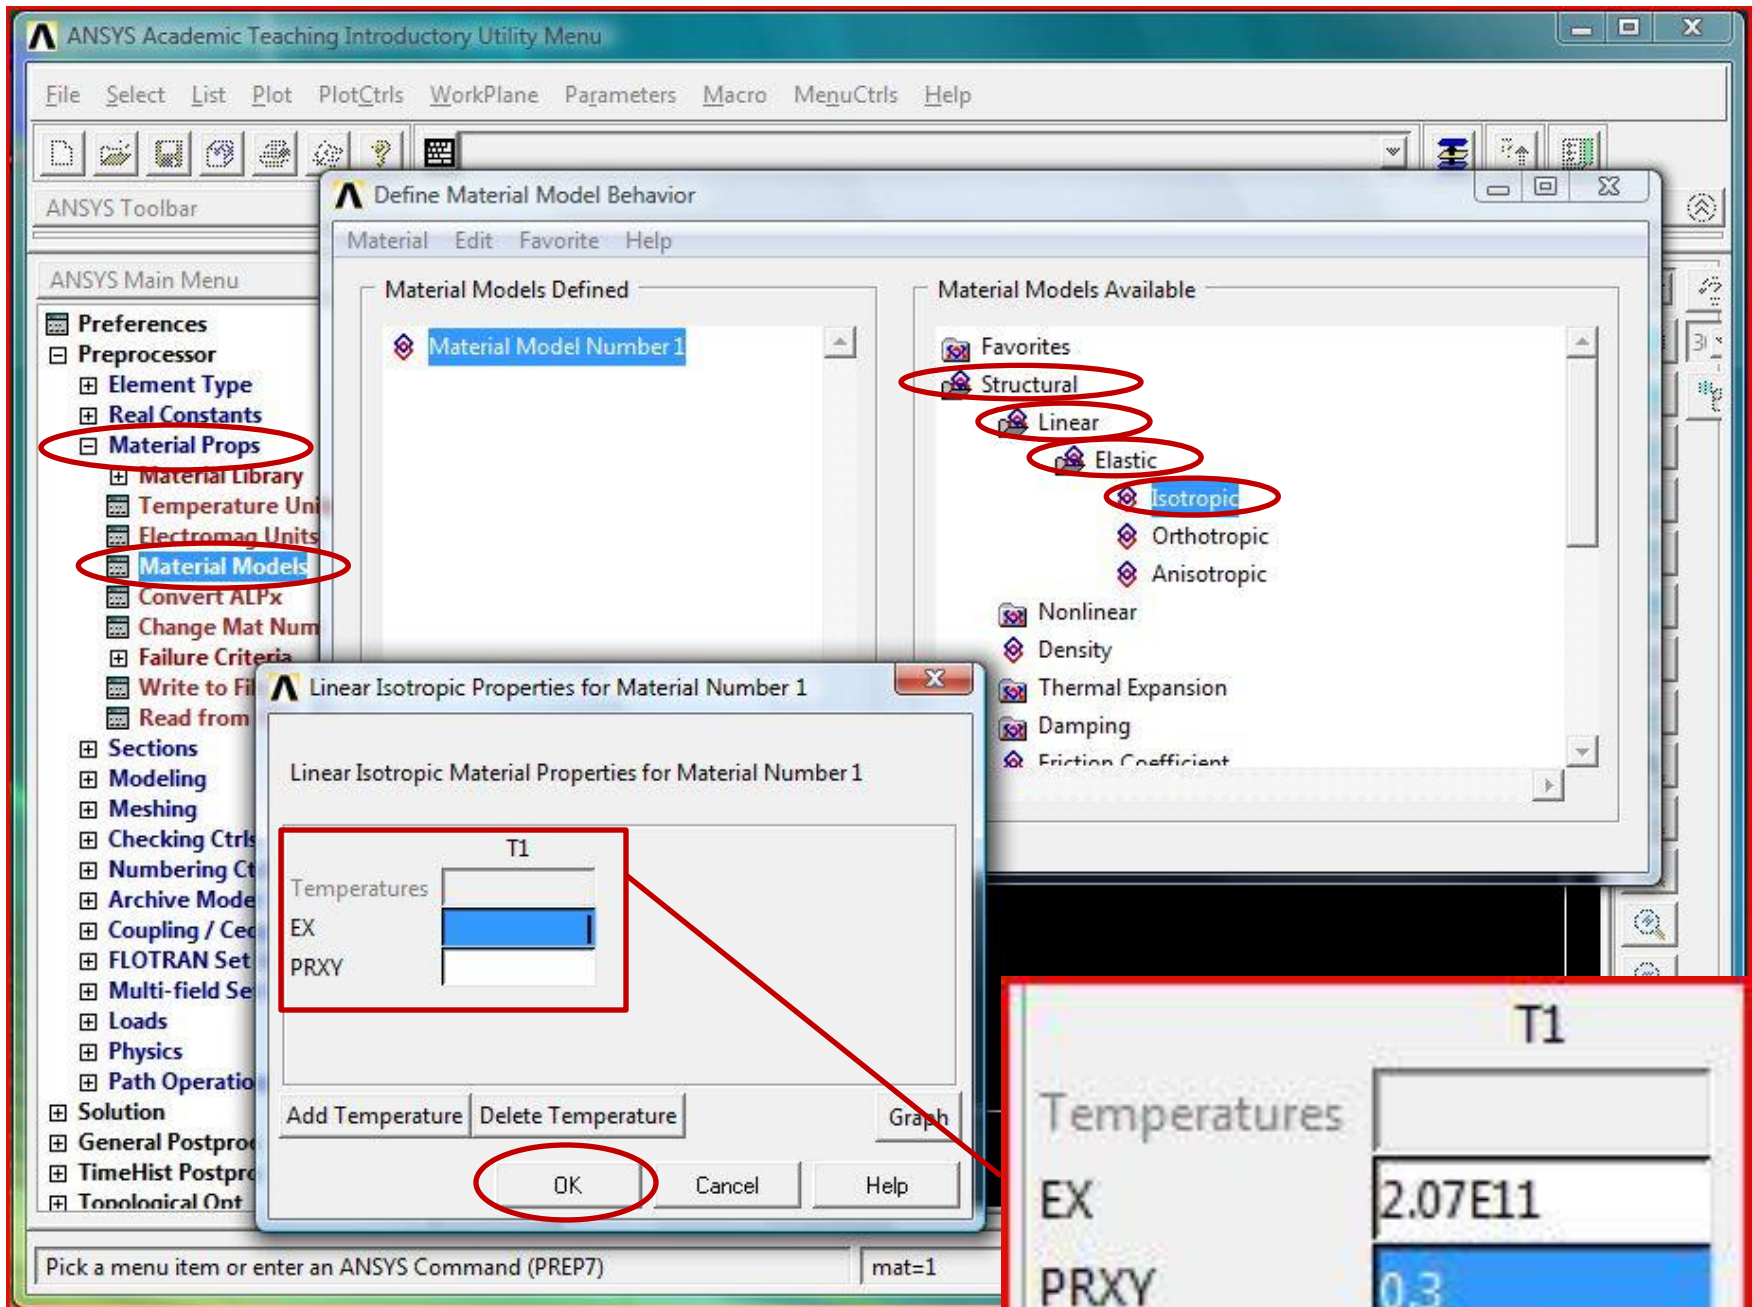 ANSYS Academic Teaching Introductory Utility Menu
File Select List Plot PlotCtrls WorkPlane Parameters Macro MenuCtrls Help
ANSYS Toolbar
ANSYS Main Menu
Preferences
Preprocessor
Element Type
Real Constants
Material Props
Material Library
Temperature Uni
Electromag Units
Material Models
Convert ALPx
Change Mat Num
Failure Criteria
Write to Fil
Read from
Sections
Modeling
Meshing
Checking Ctrls
Numbering Ct
Archive Mode
Coupling / Ceq
FLOTRAN Set
Multi-field Se
Loads
Physics
Path Operatio
Solution
General Postproc
TimeHist Postpro
Topological Opt
Define Material Model Behavior
Material Edit Favorite Help
Material Models Defined
Material Model Number 1
Material Models Available
Favorites
Structural
Linear
Elastic
Isotropic
Orthotropic
Anisotropic
Nonlinear
Density
Thermal Expansion
Damping
Friction Coefficient
Linear Isotropic Properties for Material Number 1
Linear Isotropic Material Properties for Material Number 1
T1
Temperatures
EX
PRXY
Add Temperature Delete Temperature Graph
OK Cancel Help
T1
Temperatures
EX 2.07E11
PRXY 0.3
Pick a menu item or enter an ANSYS Command (PREP7)
mat=1